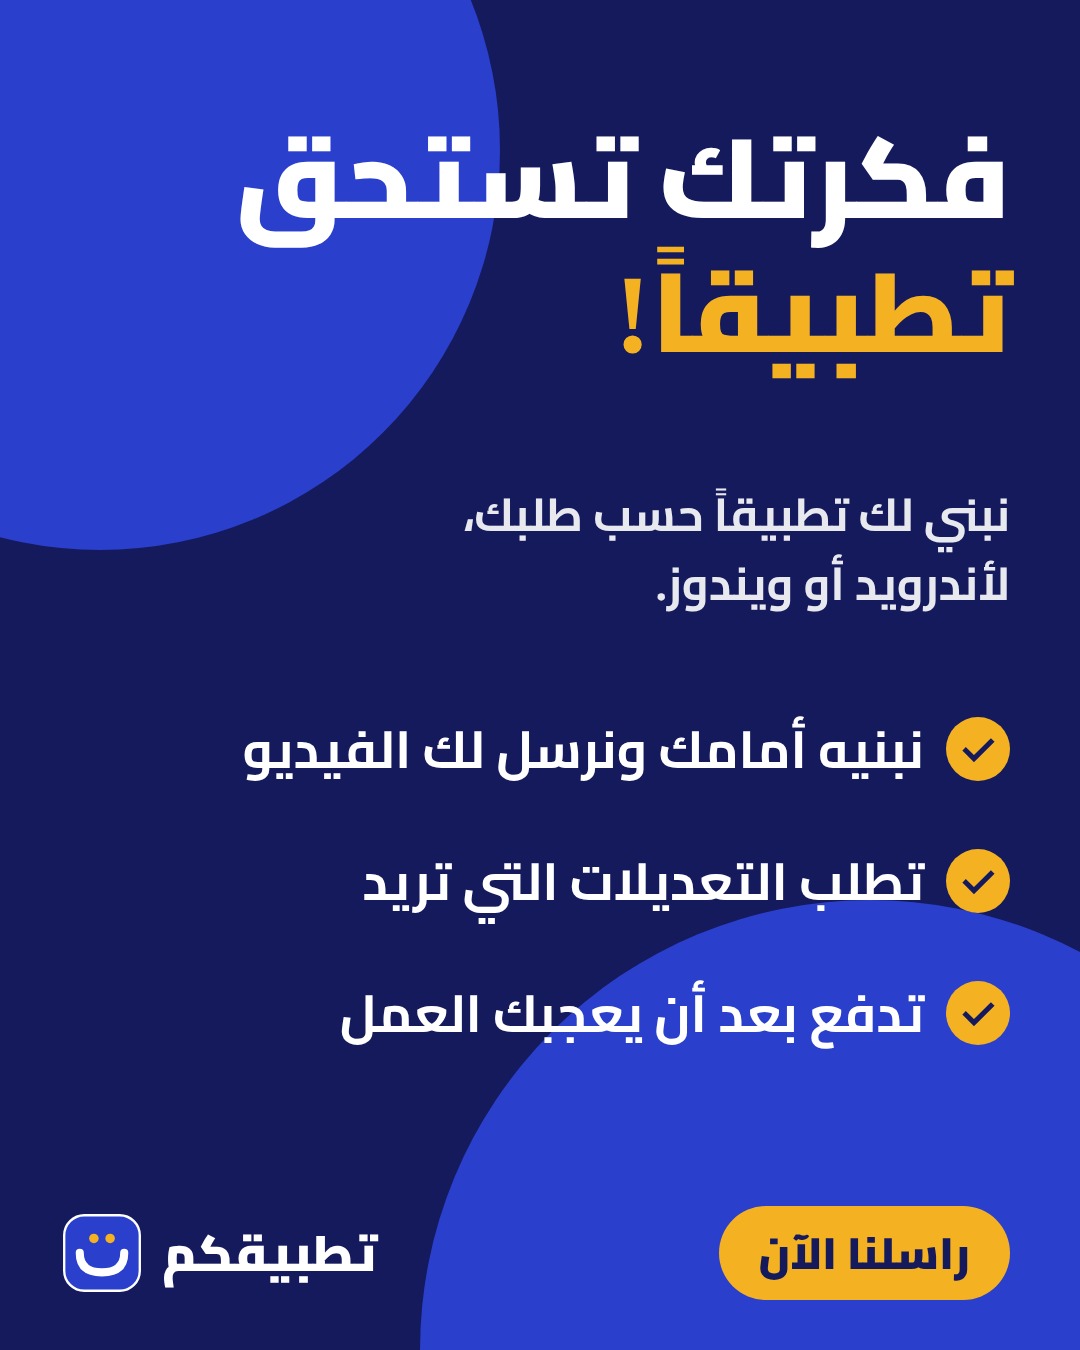 فكرتك تستحق
تطبيقاً!
نبني لك تطبيقاً حسب طلبك،
لأندرويد أو ويندوز.
نبنيه أمامك ونرسل لك الفيديو
تطلب التعديلات التي تريد
تدفع بعد أن يعجبك العمل
راسلنا الآن
تطبيقكم